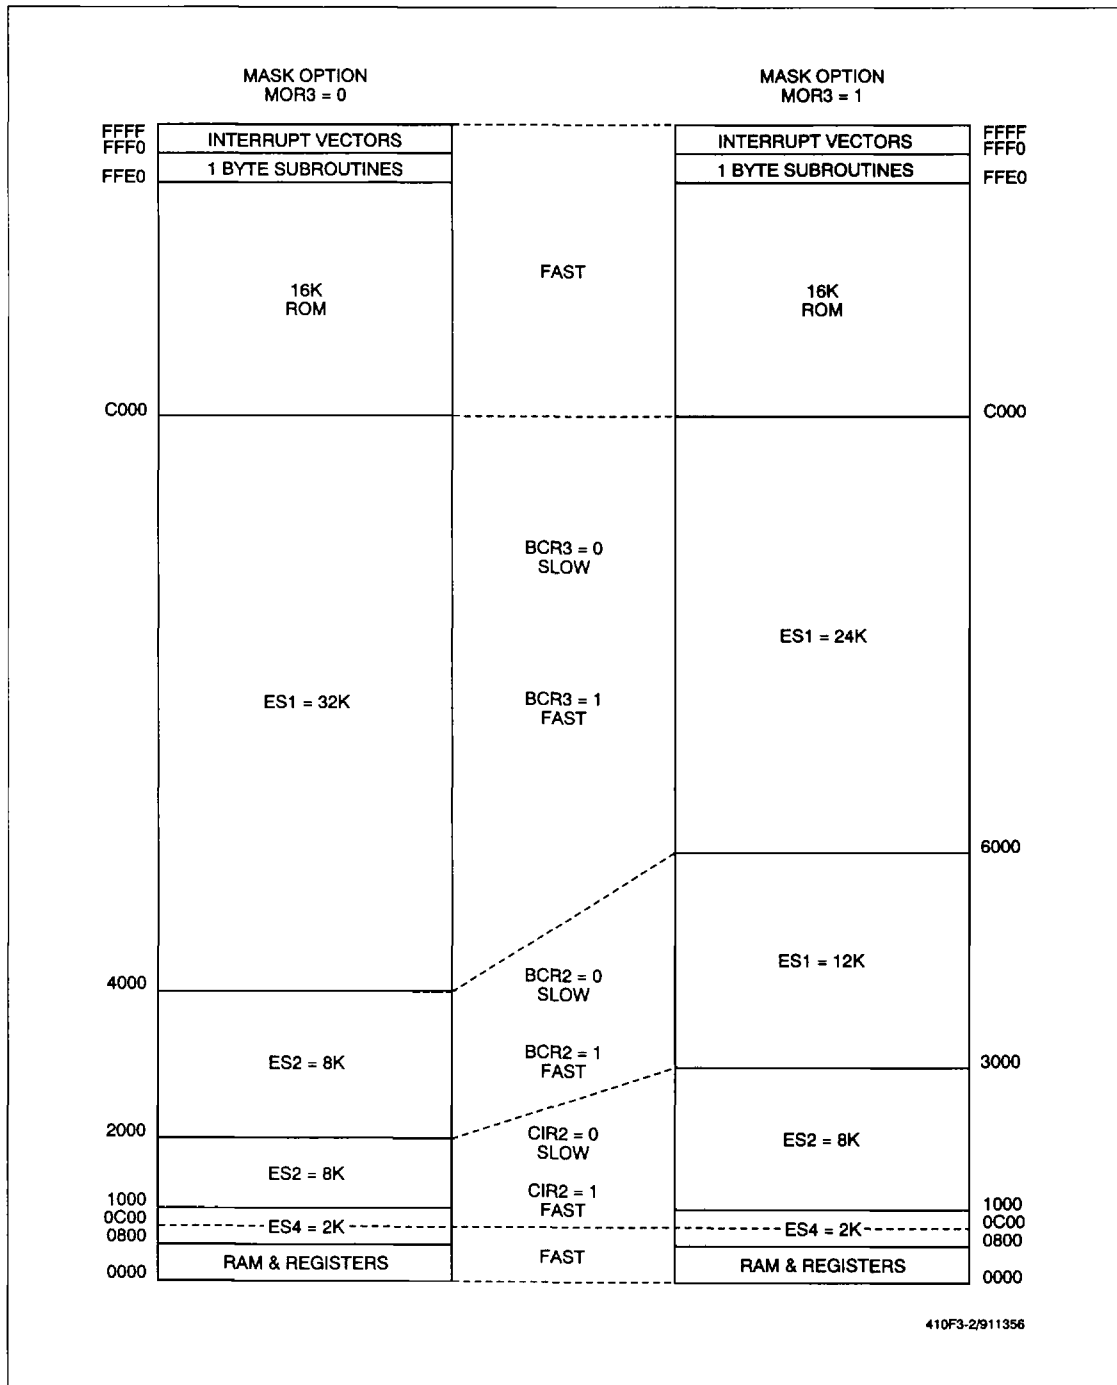 MASK OPTION
MOR3 = 0
MASK OPTION
MOR3 = 1
FFFF
FFF0
FFE0
C000
4000
2000
1000
0C00
0800
0000
INTERRUPT VECTORS
1 BYTE SUBROUTINES
16K
ROM
ES1 = 32K
ES2 = 8K
ES2 = 8K
ES4 = 2K
RAM & REGISTERS
FAST
BCR3 = 0
SLOW
BCR3 = 1
FAST
BCR2 = 0
SLOW
BCR2 = 1
FAST
CIR2 = 0
SLOW
CIR2 = 1
FAST
FAST
INTERRUPT VECTORS
1 BYTE SUBROUTINES
16K
ROM
ES1 = 24K
ES1 = 12K
ES2 = 8K
ES4 = 2K
RAM & REGISTERS
FFFF
FFF0
FFE0
C000
6000
3000
1000
0C00
0800
0000
410F3-2/911356